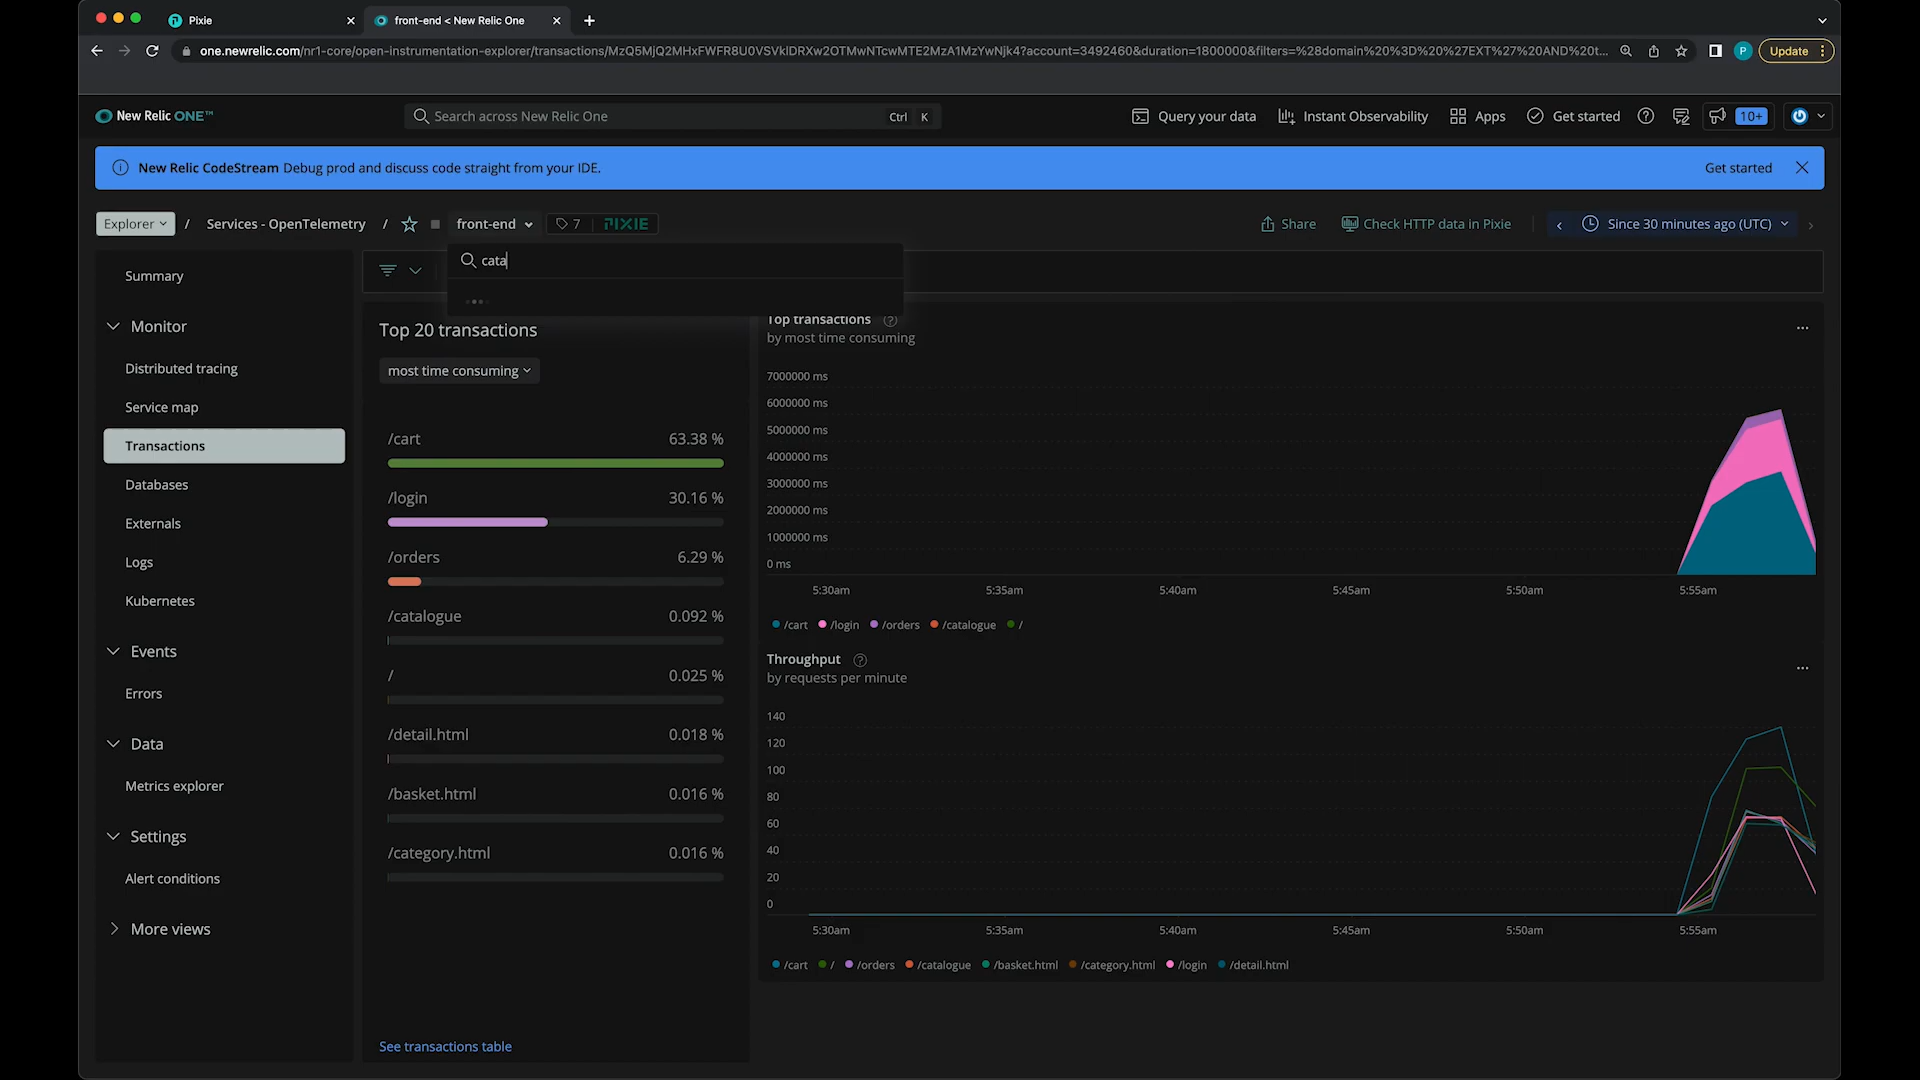 Pixie
front-end < New Relic One
one.newrelic.com/nr1-core/open-instrumentation-explorer/transactions/MzQ5MjQ2MHxFWFR8U0VSVklDRXw2OTMwNTcwMTE2MzA1MzYwNjk4?account=3492460&duration=1800000&filters=%28domain%20%3D%20%27EXT%27%20AND%20t...
P
Update
New Relic ONE™
Search across New Relic One
Ctrl K
Query your data
Instant Observability
Apps
Get started
10+
New Relic CodeStream Debug prod and discuss code straight from your IDE.
Get started
Explorer / Services - OpenTelemetry / front-end 7 PIXIE
Share
Check HTTP data in Pixie
Since 30 minutes ago (UTC)
cata
Summary
Monitor
Distributed tracing
Service map
Transactions
Databases
Externals
Logs
Kubernetes
Events
Errors
Data
Metrics explorer
Settings
Alert conditions
More views
Top 20 transactions
most time consuming
/cart 63.38 %
/login 30.16 %
/orders 6.29 %
/catalogue 0.092 %
/ 0.025 %
/detail.html 0.018 %
/basket.html 0.016 %
/category.html 0.016 %
See transactions table
Top transactions
by most time consuming
7000000 ms
6000000 ms
5000000 ms
4000000 ms
3000000 ms
2000000 ms
1000000 ms
0 ms
5:30am 5:35am 5:40am 5:45am 5:50am 5:55am
/cart /login /orders /catalogue /
Throughput
by requests per minute
140
120
100
80
60
40
20
0
5:30am 5:35am 5:40am 5:45am 5:50am 5:55am
/cart / /orders /catalogue /basket.html /category.html /login /detail.html